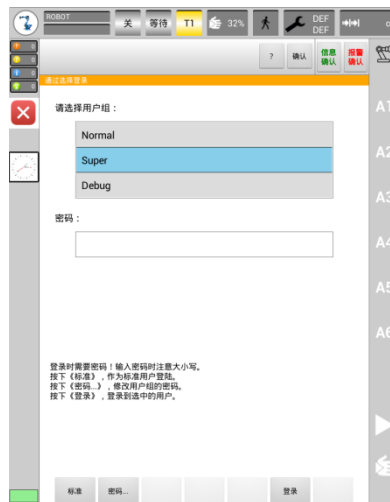 ROBOT
关 等待 T1 32% DEF
DEF
0
0
0
0
? 确认 信息
确认 报警
确认
通过选择登录
请选择用户组：
Normal
Super
Debug
密码：
登录时需要密码！输入密码时注意大小写。
按下《标准》，作为标准用户登陆。
按下《密码...》，修改用户组的密码。
按下《登录》，登录到选中的用户。
A1
A2
A3
A4
A5
A6
标准 密码... 登录